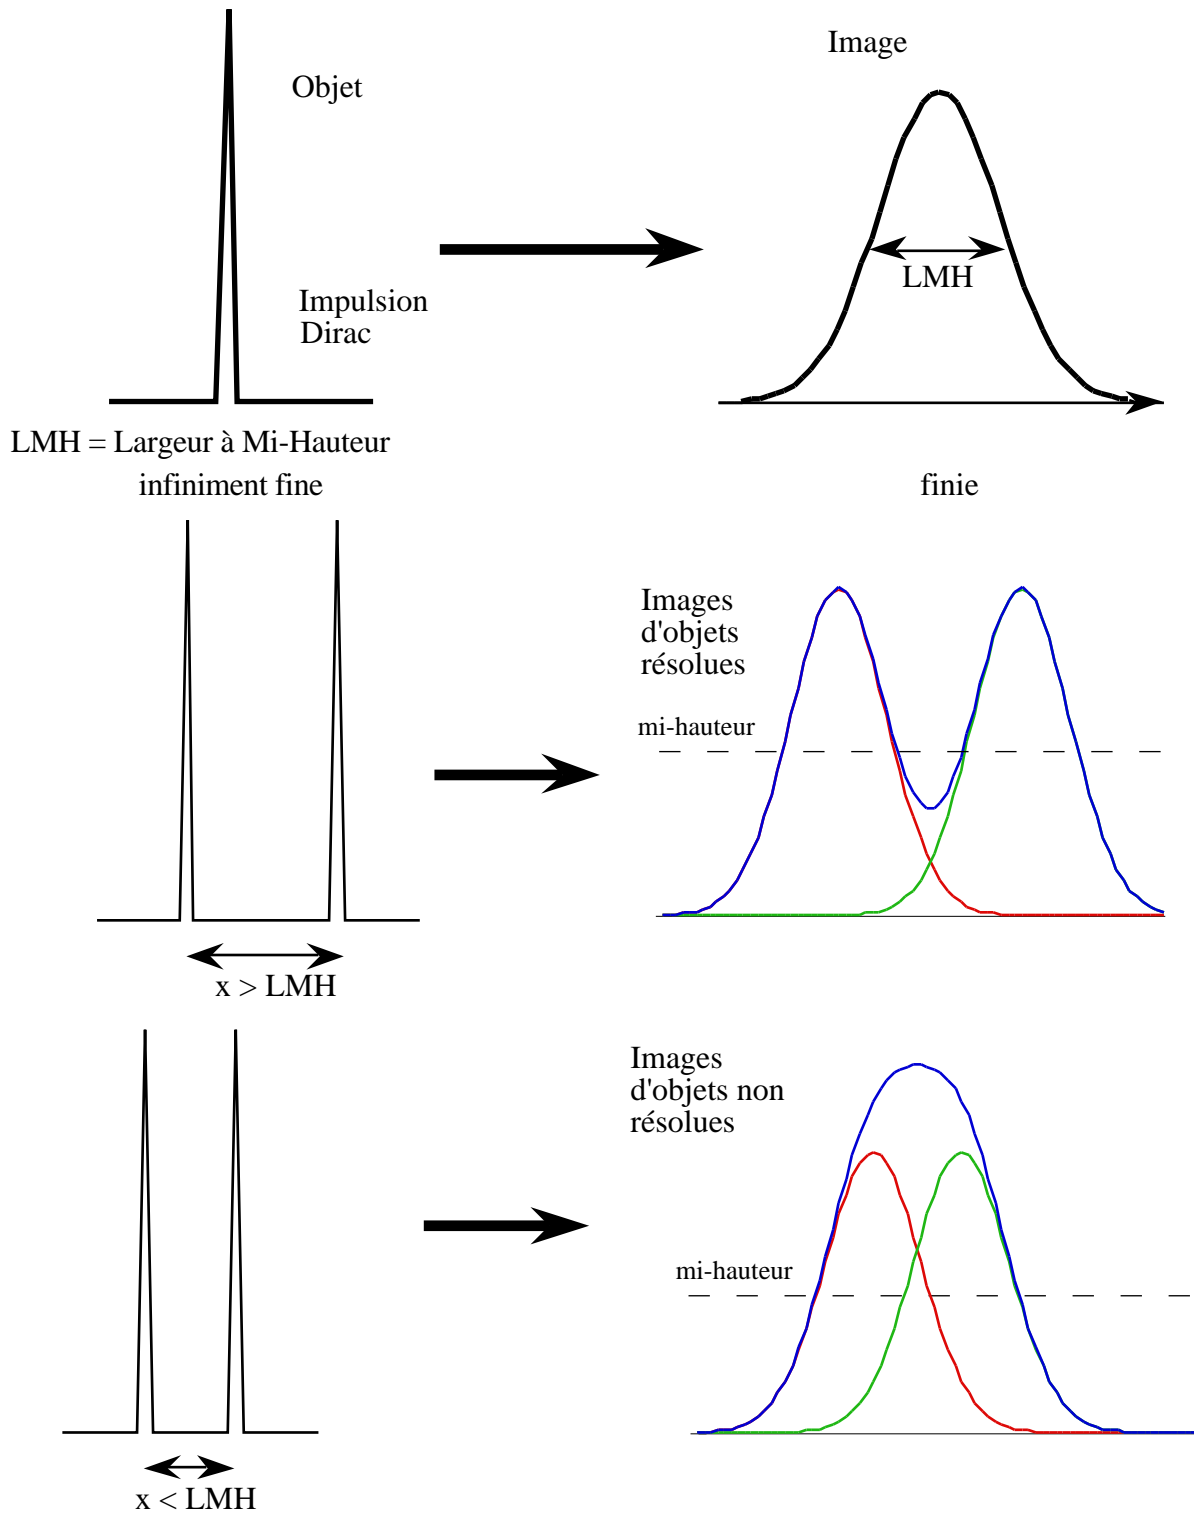 Image
Objet
LMH
Impulsion
Dirac
LMH = Largeur à Mi-Hauteur
infiniment fine
finie
Images
d'objets
résolues
mi-hauteur
x > LMH
Images
d'objets non
résolues
mi-hauteur
x < LMH